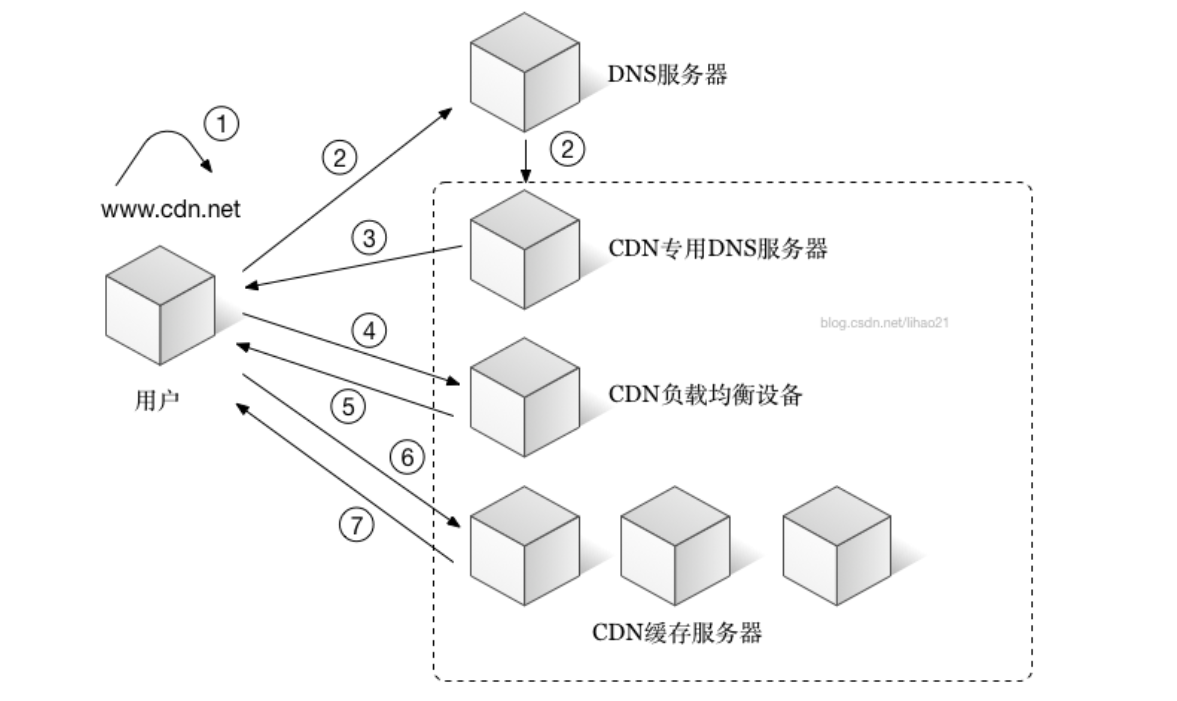 DNS服务器
①
②
②
www.cdn.net
③
CDN专用DNS服务器
blog.csdn.net/lihao21
④
用户
CDN负载均衡设备
⑤
⑥
⑦
CDN缓存服务器